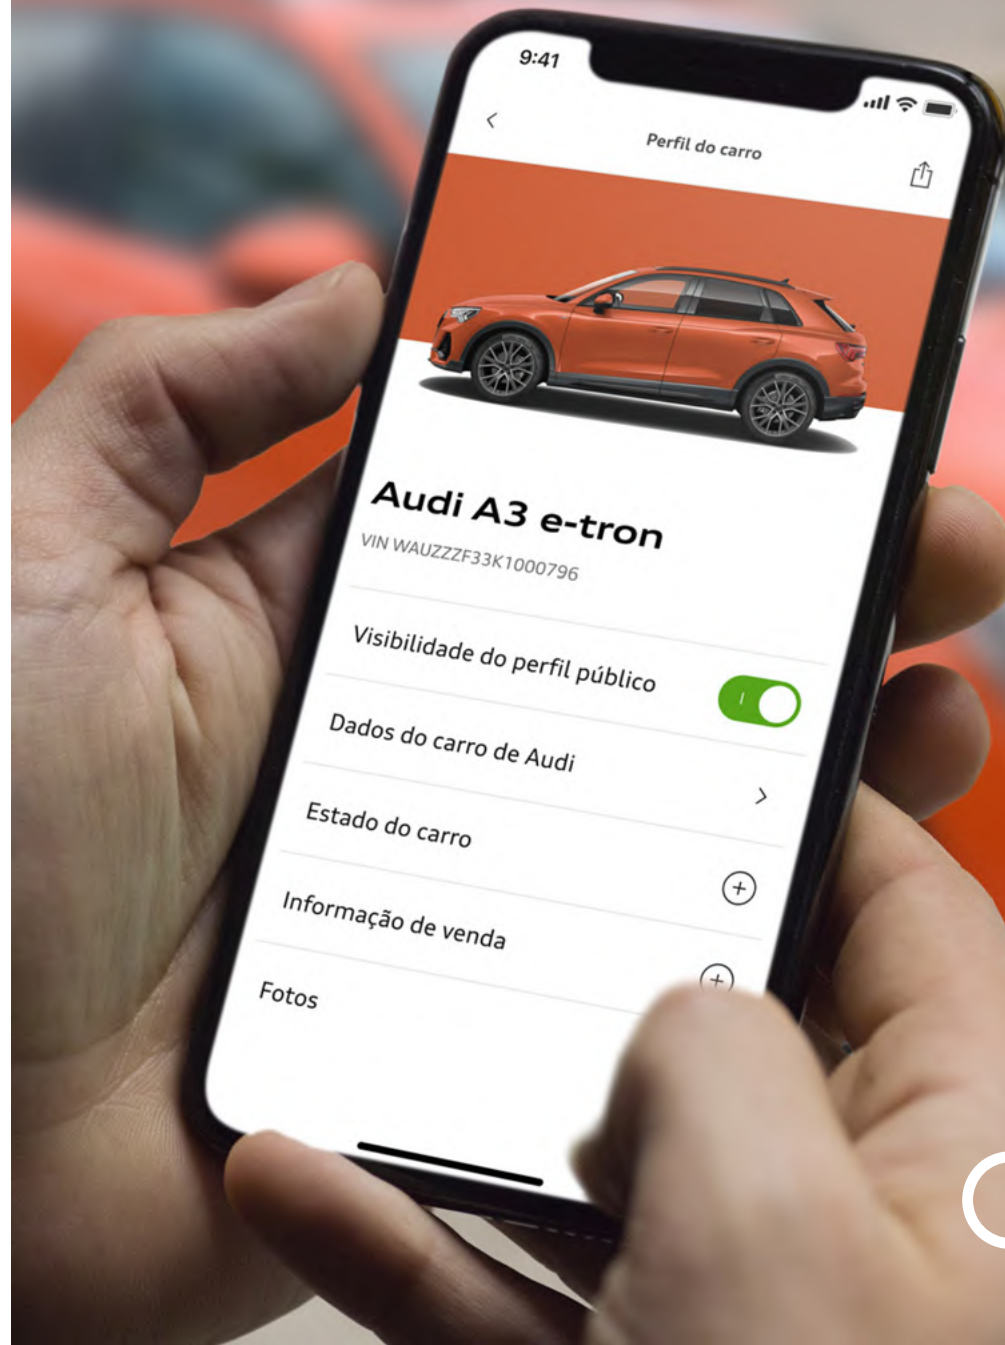 9:41
Perfil do carro
Audi A3 e-tron
VIN WAUZZZF33K1000796
Visibilidade do perfil público
Dados do carro de Audi
Estado do carro
Informação de venda
Fotos